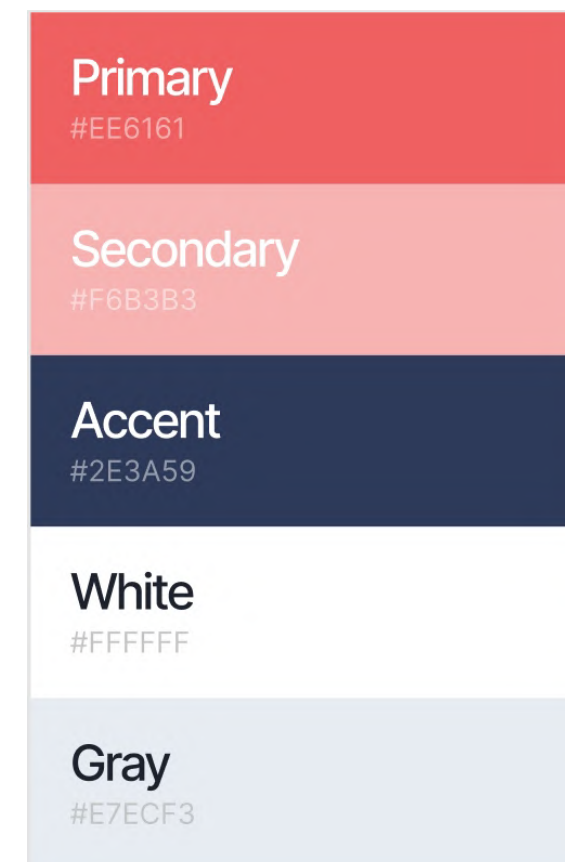 Primary
#EE6161
Secondary
#F6B3B3
Accent
#2E3A59
White
#FFFFFF
Gray
#E7ECF3